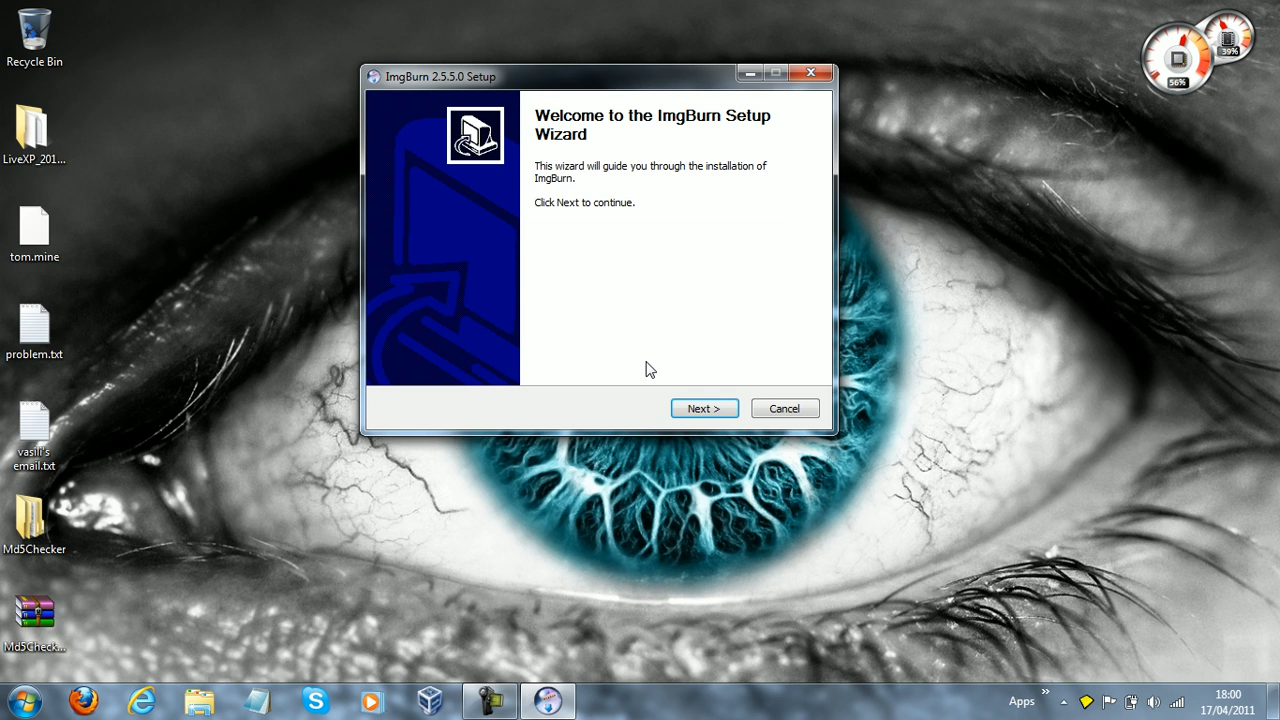 Recycle Bin
LiveXP_201...
tom.mine
problem.txt
vasili's
email.txt
Md5Checker
Md5Check...
ImgBurn 2.5.5.0 Setup
Welcome to the ImgBurn Setup
Wizard
This wizard will guide you through the installation of
ImgBurn.
Click Next to continue.
Next >
Cancel
56%
39%
Apps
18:00
17/04/2011